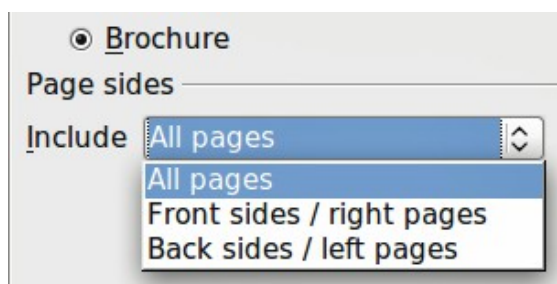 Brochure
Page sides
Include All pages
All pages
Front sides / right pages
Back sides / left pages